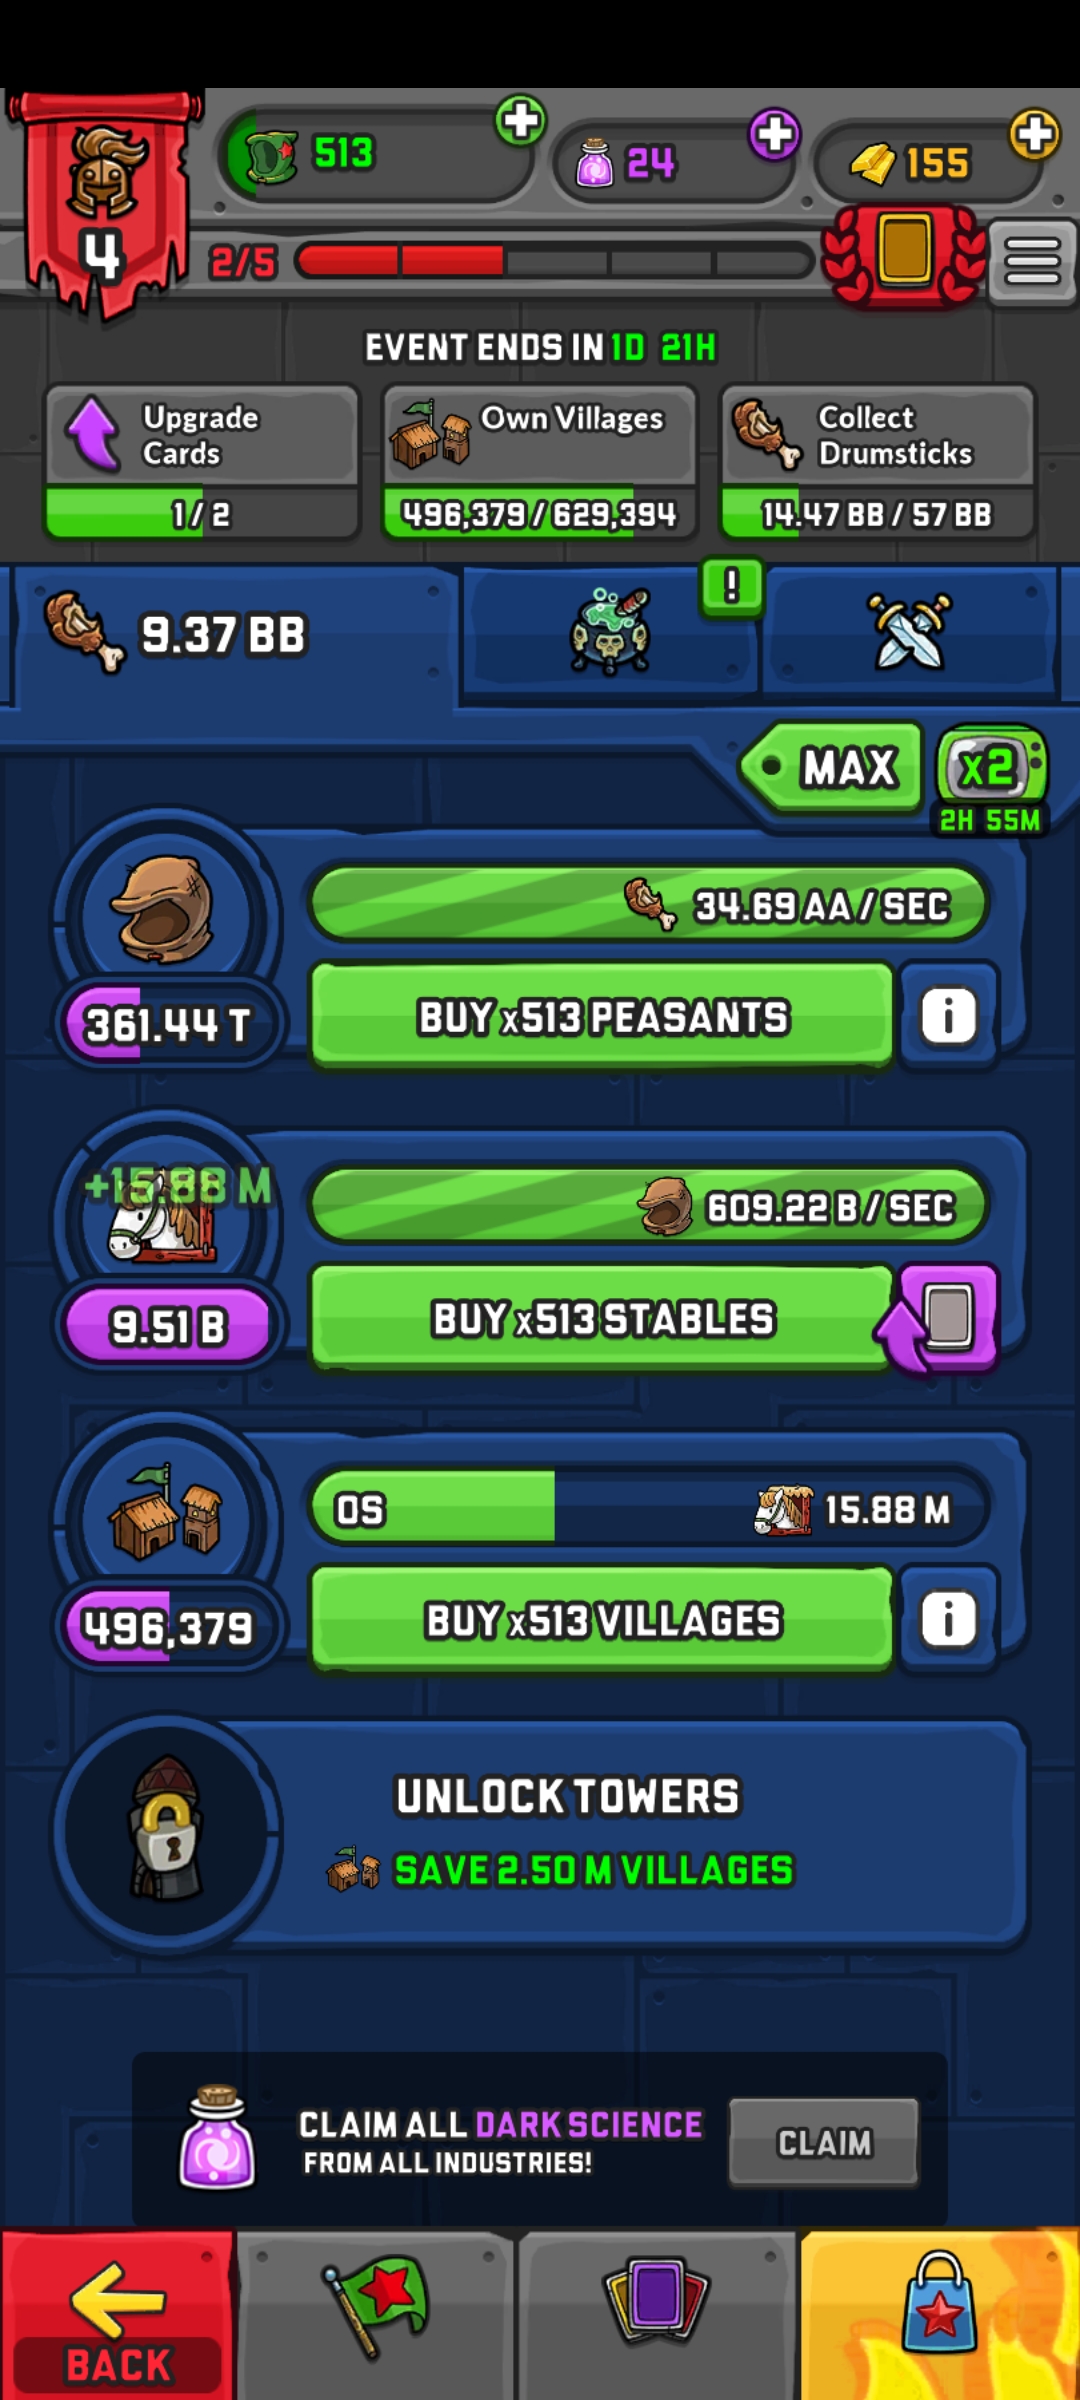 513
24
155
4
2/5
EVENT ENDS IN 1D 21H
Upgrade
Cards
1/2
Own Villages
496,379/629,394
Collect
Drumsticks
14.47 BB / 57 BB
9.37 BB
!
MAX
x2
2H 55M
34.69 AA/SEC
361.44 T
BUY x513 PEASANTS
i
+15.88 M
609.22 B/SEC
9.51 B
BUY x513 STABLES
0S
15.88 M
496,379
BUY x513 VILLAGES
i
UNLOCK TOWERS
SAVE 2.50 M VILLAGES
CLAIM ALL DARK SCIENCE
FROM ALL INDUSTRIES!
CLAIM
BACK